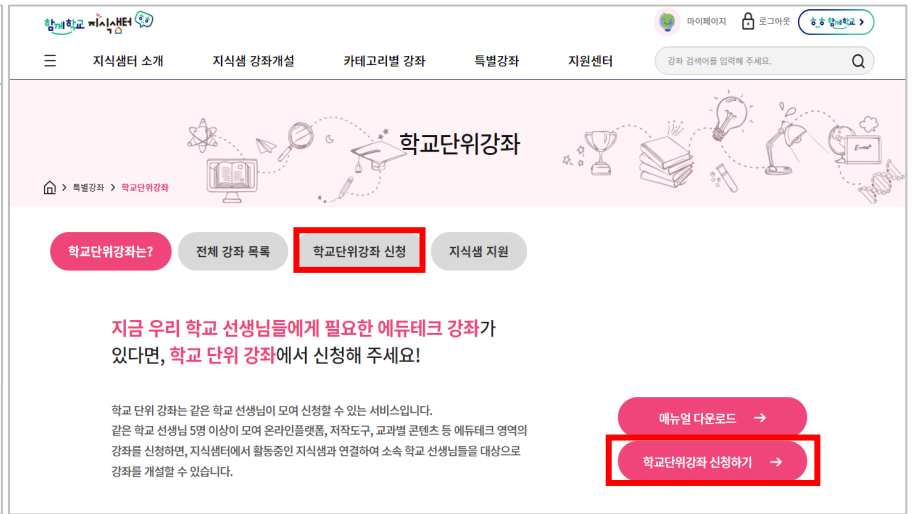 함께학교 지식샘터
마이페이지 로그아웃 함께학교 >
지식샘터 소개 지식샘 강좌개설 카테고리별 강좌 특별강좌 지원센터 강좌 검색어를 입력해 주세요.
학교단위강좌
> 특별강좌 > 학교단위강좌
학교단위강좌는? 전체 강좌 목록 학교단위강좌 신청 지식샘 지원
지금 우리 학교 선생님들에게 필요한 에듀테크 강좌가
있다면, 학교 단위 강좌에서 신청해 주세요!
학교 단위 강좌는 같은 학교 선생님이 모여 신청할 수 있는 서비스입니다.
같은 학교 선생님 5명 이상이 모여 온라인플랫폼, 저작도구, 교과별 콘텐츠 등 에듀테크 영역의
강좌를 신청하면, 지식샘터에서 활동중인 지식샘과 연결하여 소속 학교 선생님들을 대상으로
강좌를 개설할 수 있습니다.
매뉴얼 다운로드 →
학교단위강좌 신청하기 →